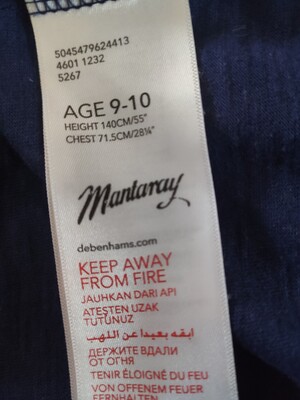 5045479624413
4601 1232
5267
AGE 9-10
HEIGHT 140CM/55"
CHEST 71.5CM/28¼"
Mantaray
debenhams.com
KEEP AWAY
FROM FIRE
JAUHKAN DARI API
ATEŞTEN UZAK
TUTUNUZ
ابقه بعيدا عن اللهب
ДЕРЖИТЕ ВДАЛИ
ОТ ОГНЯ
TENIR ÉLOIGNÉ DU FEU
VON OFFENEM FEUER
FERNHALTEN